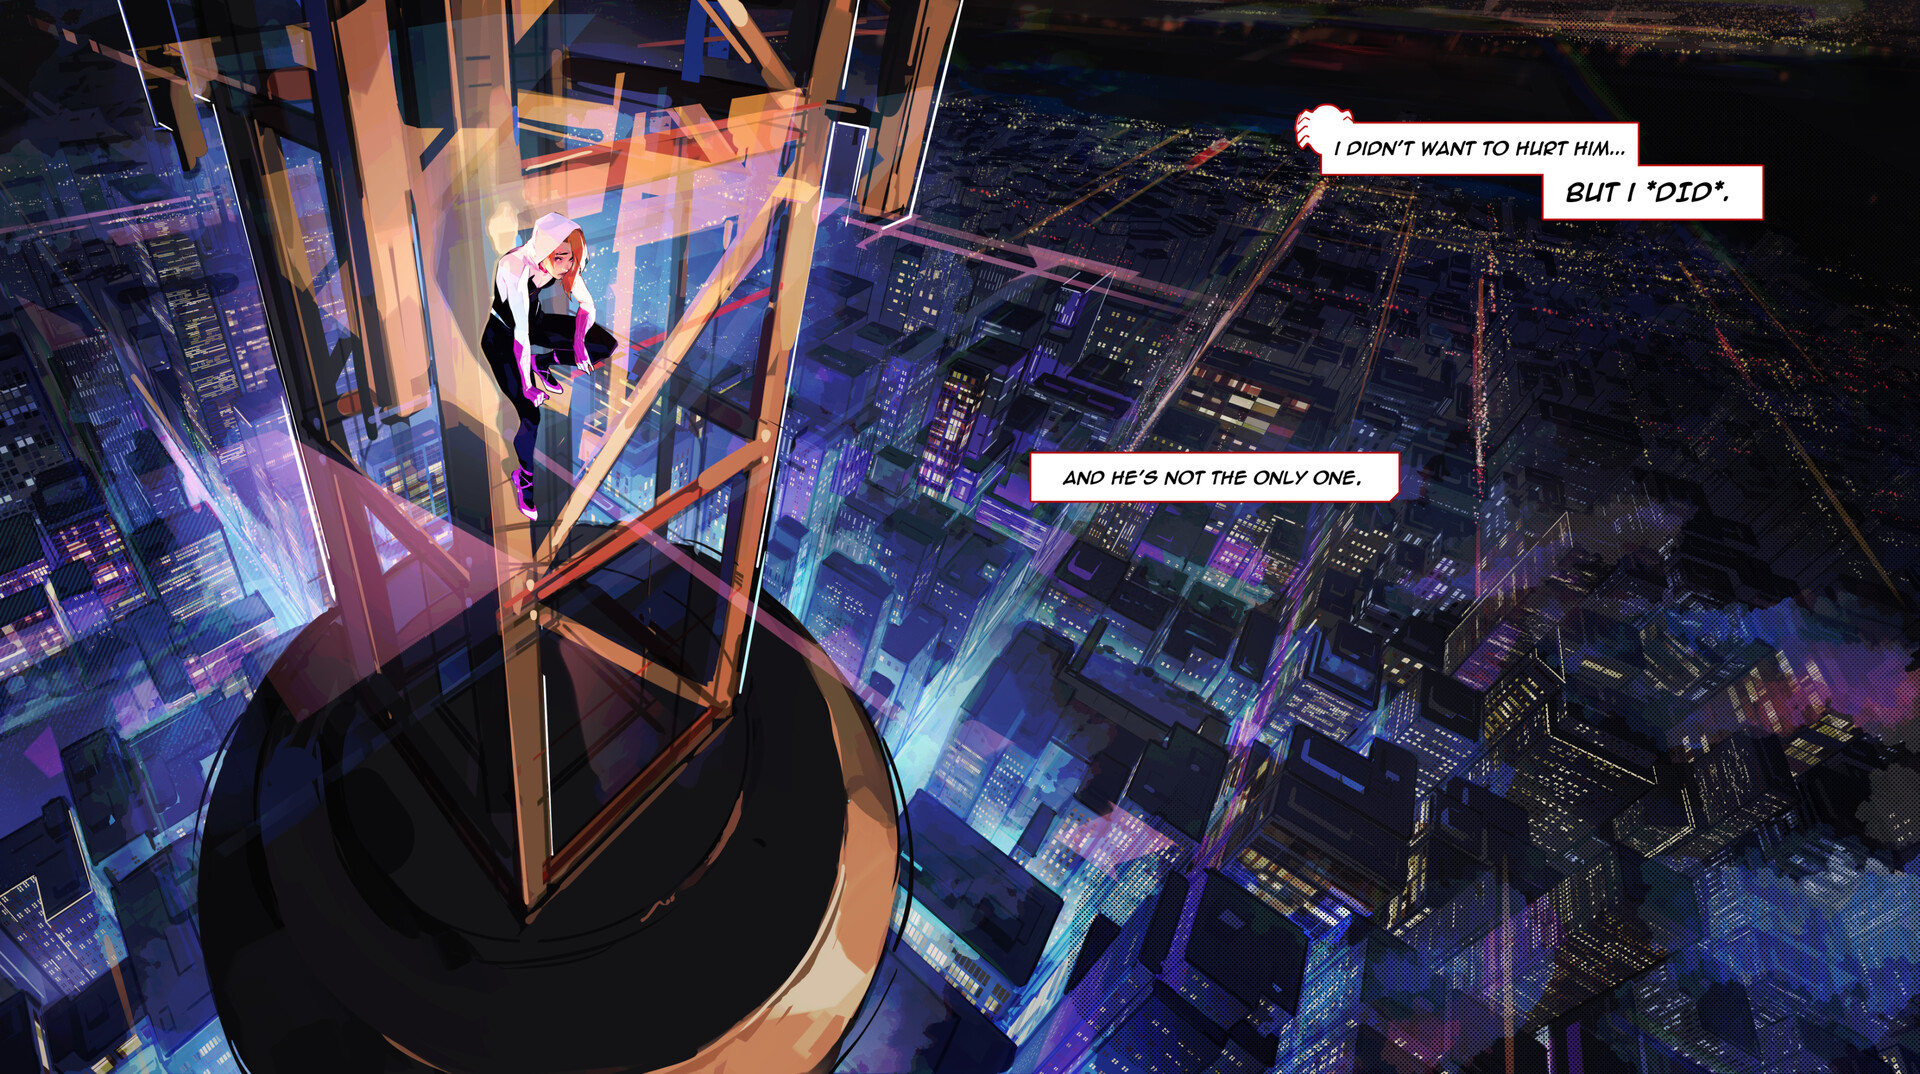 I DIDN'T WANT TO HURT HIM...
BUT I *DID*.
AND HE'S NOT THE ONLY ONE.